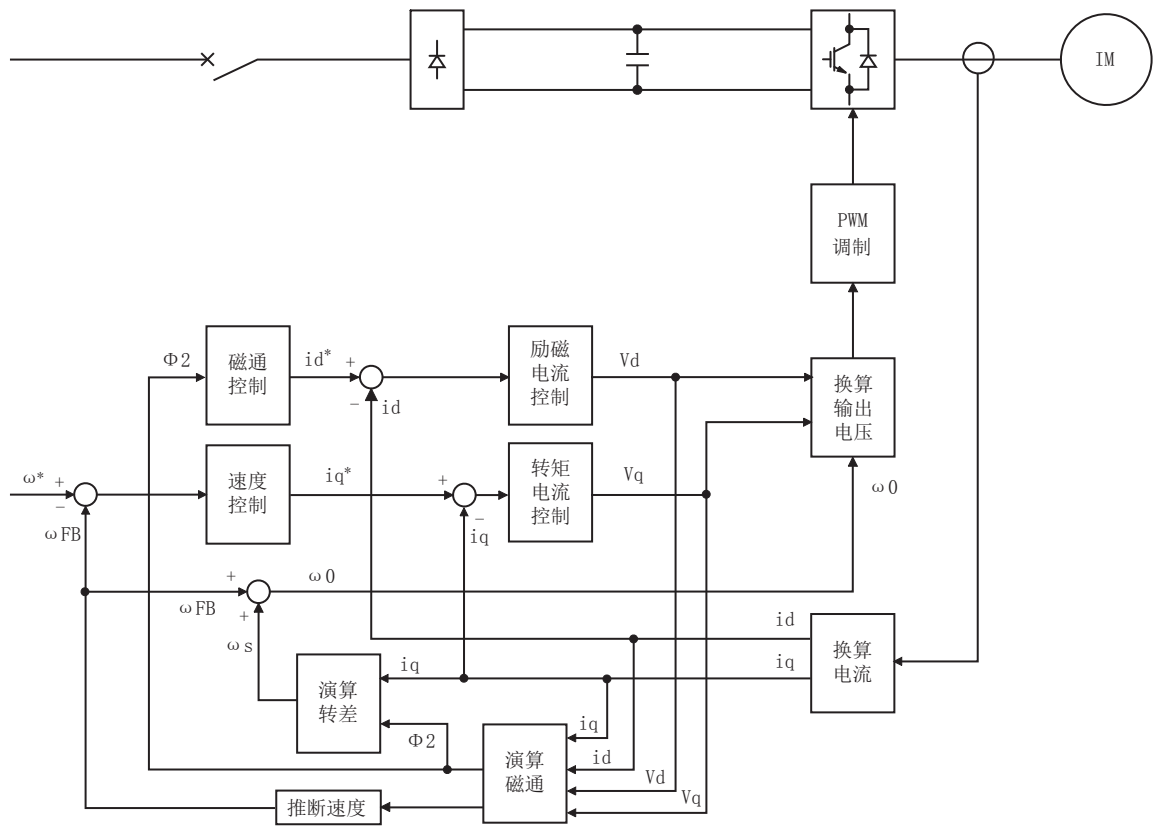 IM
PWM
调制
Φ2
磁通
控制
id*
+
−
id
励磁
电流
控制
Vd
换算
输出
电压
ω*
+
−
ωFB
速度
控制
iq*
+
−
iq
转矩
电流
控制
Vq
ω0
+
ωFB
+
ω0
ωs
id
iq
换算
电流
iq
演算
转差
Φ2
iq
id
Vd
Vq
演算
磁通
推断速度